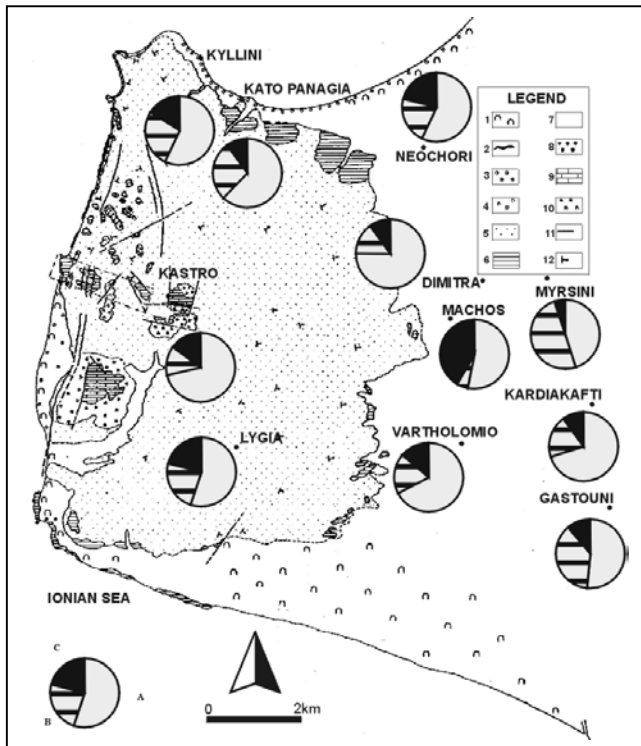 KYLLINI
KATO PANAGIA
NEOCHORI
LEGEND
1 7
2 8
3 9
4 10
5 11
6 12
KASTRO
DIMITRA
MACHOS
MYRSINI
KARDIAKAFTI
LYGIA
VARTHOLOMIO
GASTOUNI
IONIAN SEA
C
A
B
0 2km